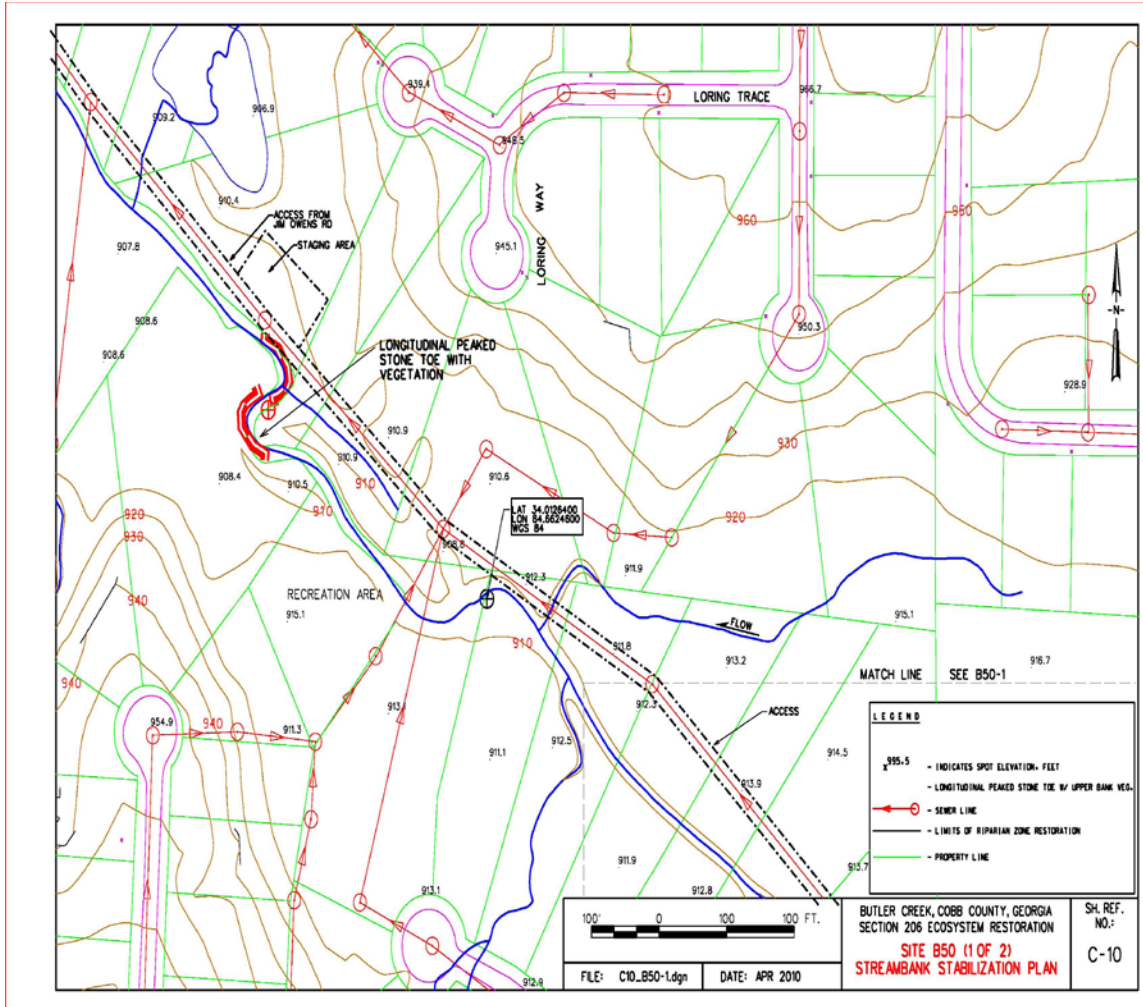 939.4
966.7
LORING TRACE
906.9
909.2
948.5
910.4
ACCESS FROM
JIM OWENS RD
STAGING AREA
960
950
907.8
945.1
LORING WAY
-N-
908.6
950.3
LONGITUDINAL PEAKED
STONE TOE WITH
VEGETATION
908.6
928.9
910.9
930
910.9
908.4
910.5
910
910
910.6
LAT 34.0126400
LON 84.6624600
WGS 84
920
920
930
911.9
912.3
940
RECREATION AREA
915.1
915.1
FLOW
910
911.8
913.2
916.7
MATCH LINE SEE B50-1
940
912.3
913.1
ACCESS
954.9
940
911.3
911.1
912.5
914.5
913.9
911.9
913.7
913.1
912.8
912.9
LEGEND
x995.5 - INDICATES SPOT ELEVATION, FEET
- LONGITUDINAL PEAKED STONE TOE W/ UPPER BANK VEG.
- SEWER LINE
- LIMITS OF RIPARIAN ZONE RESTORATION
- PROPERTY LINE
100' 0 100 100 FT.
FILE: C10_B50-1.dgn DATE: APR 2010
BUTLER CREEK, COBB COUNTY, GEORGIA
SECTION 206 ECOSYSTEM RESTORATION
SITE B50 (1 OF 2)
STREAMBANK STABILIZATION PLAN
SH. REF.
NO.:
C-10